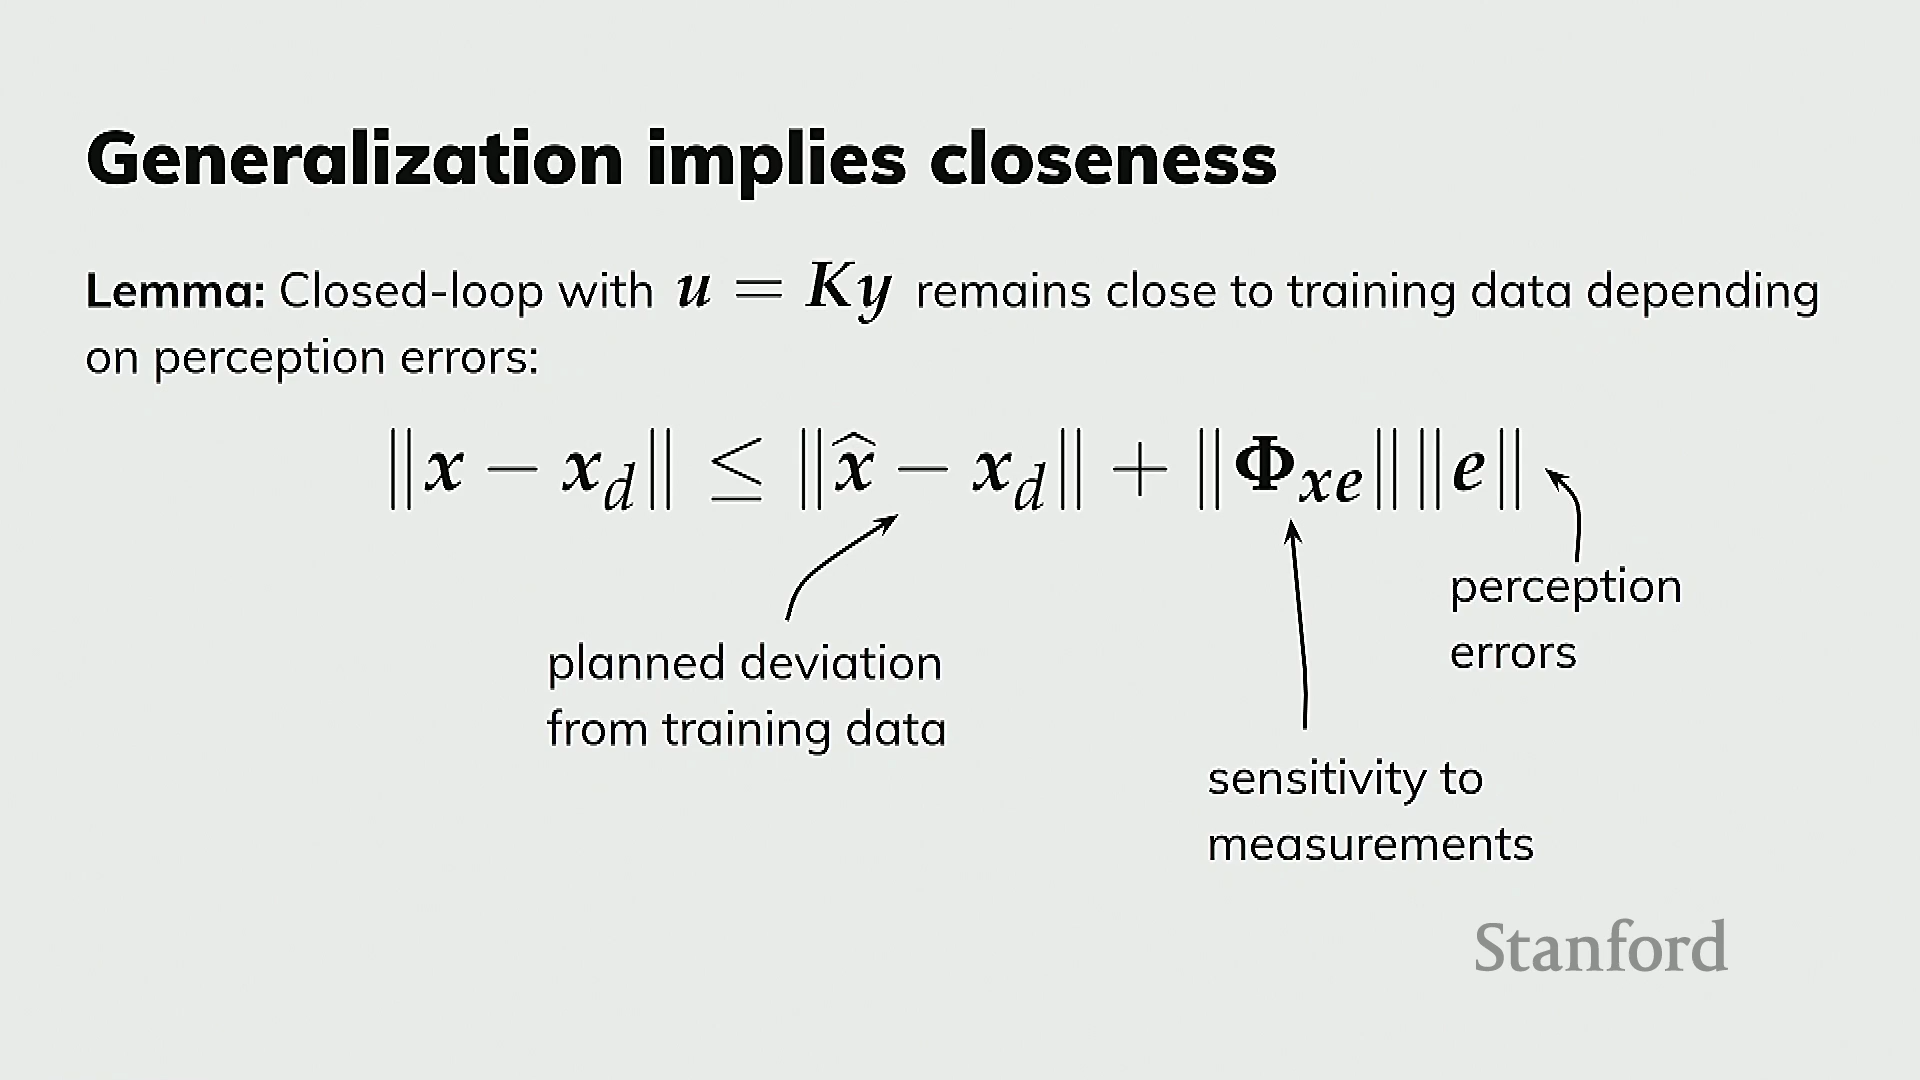 Generalization implies closeness
Lemma: Closed-loop with u = Ky remains close to training data depending
on perception errors:
‖x − x_d‖ ≤ ‖x̂ − x_d‖ + ‖Φ_xe‖‖e‖
perception
errors
planned deviation
from training data
sensitivity to
measurements
Stanford